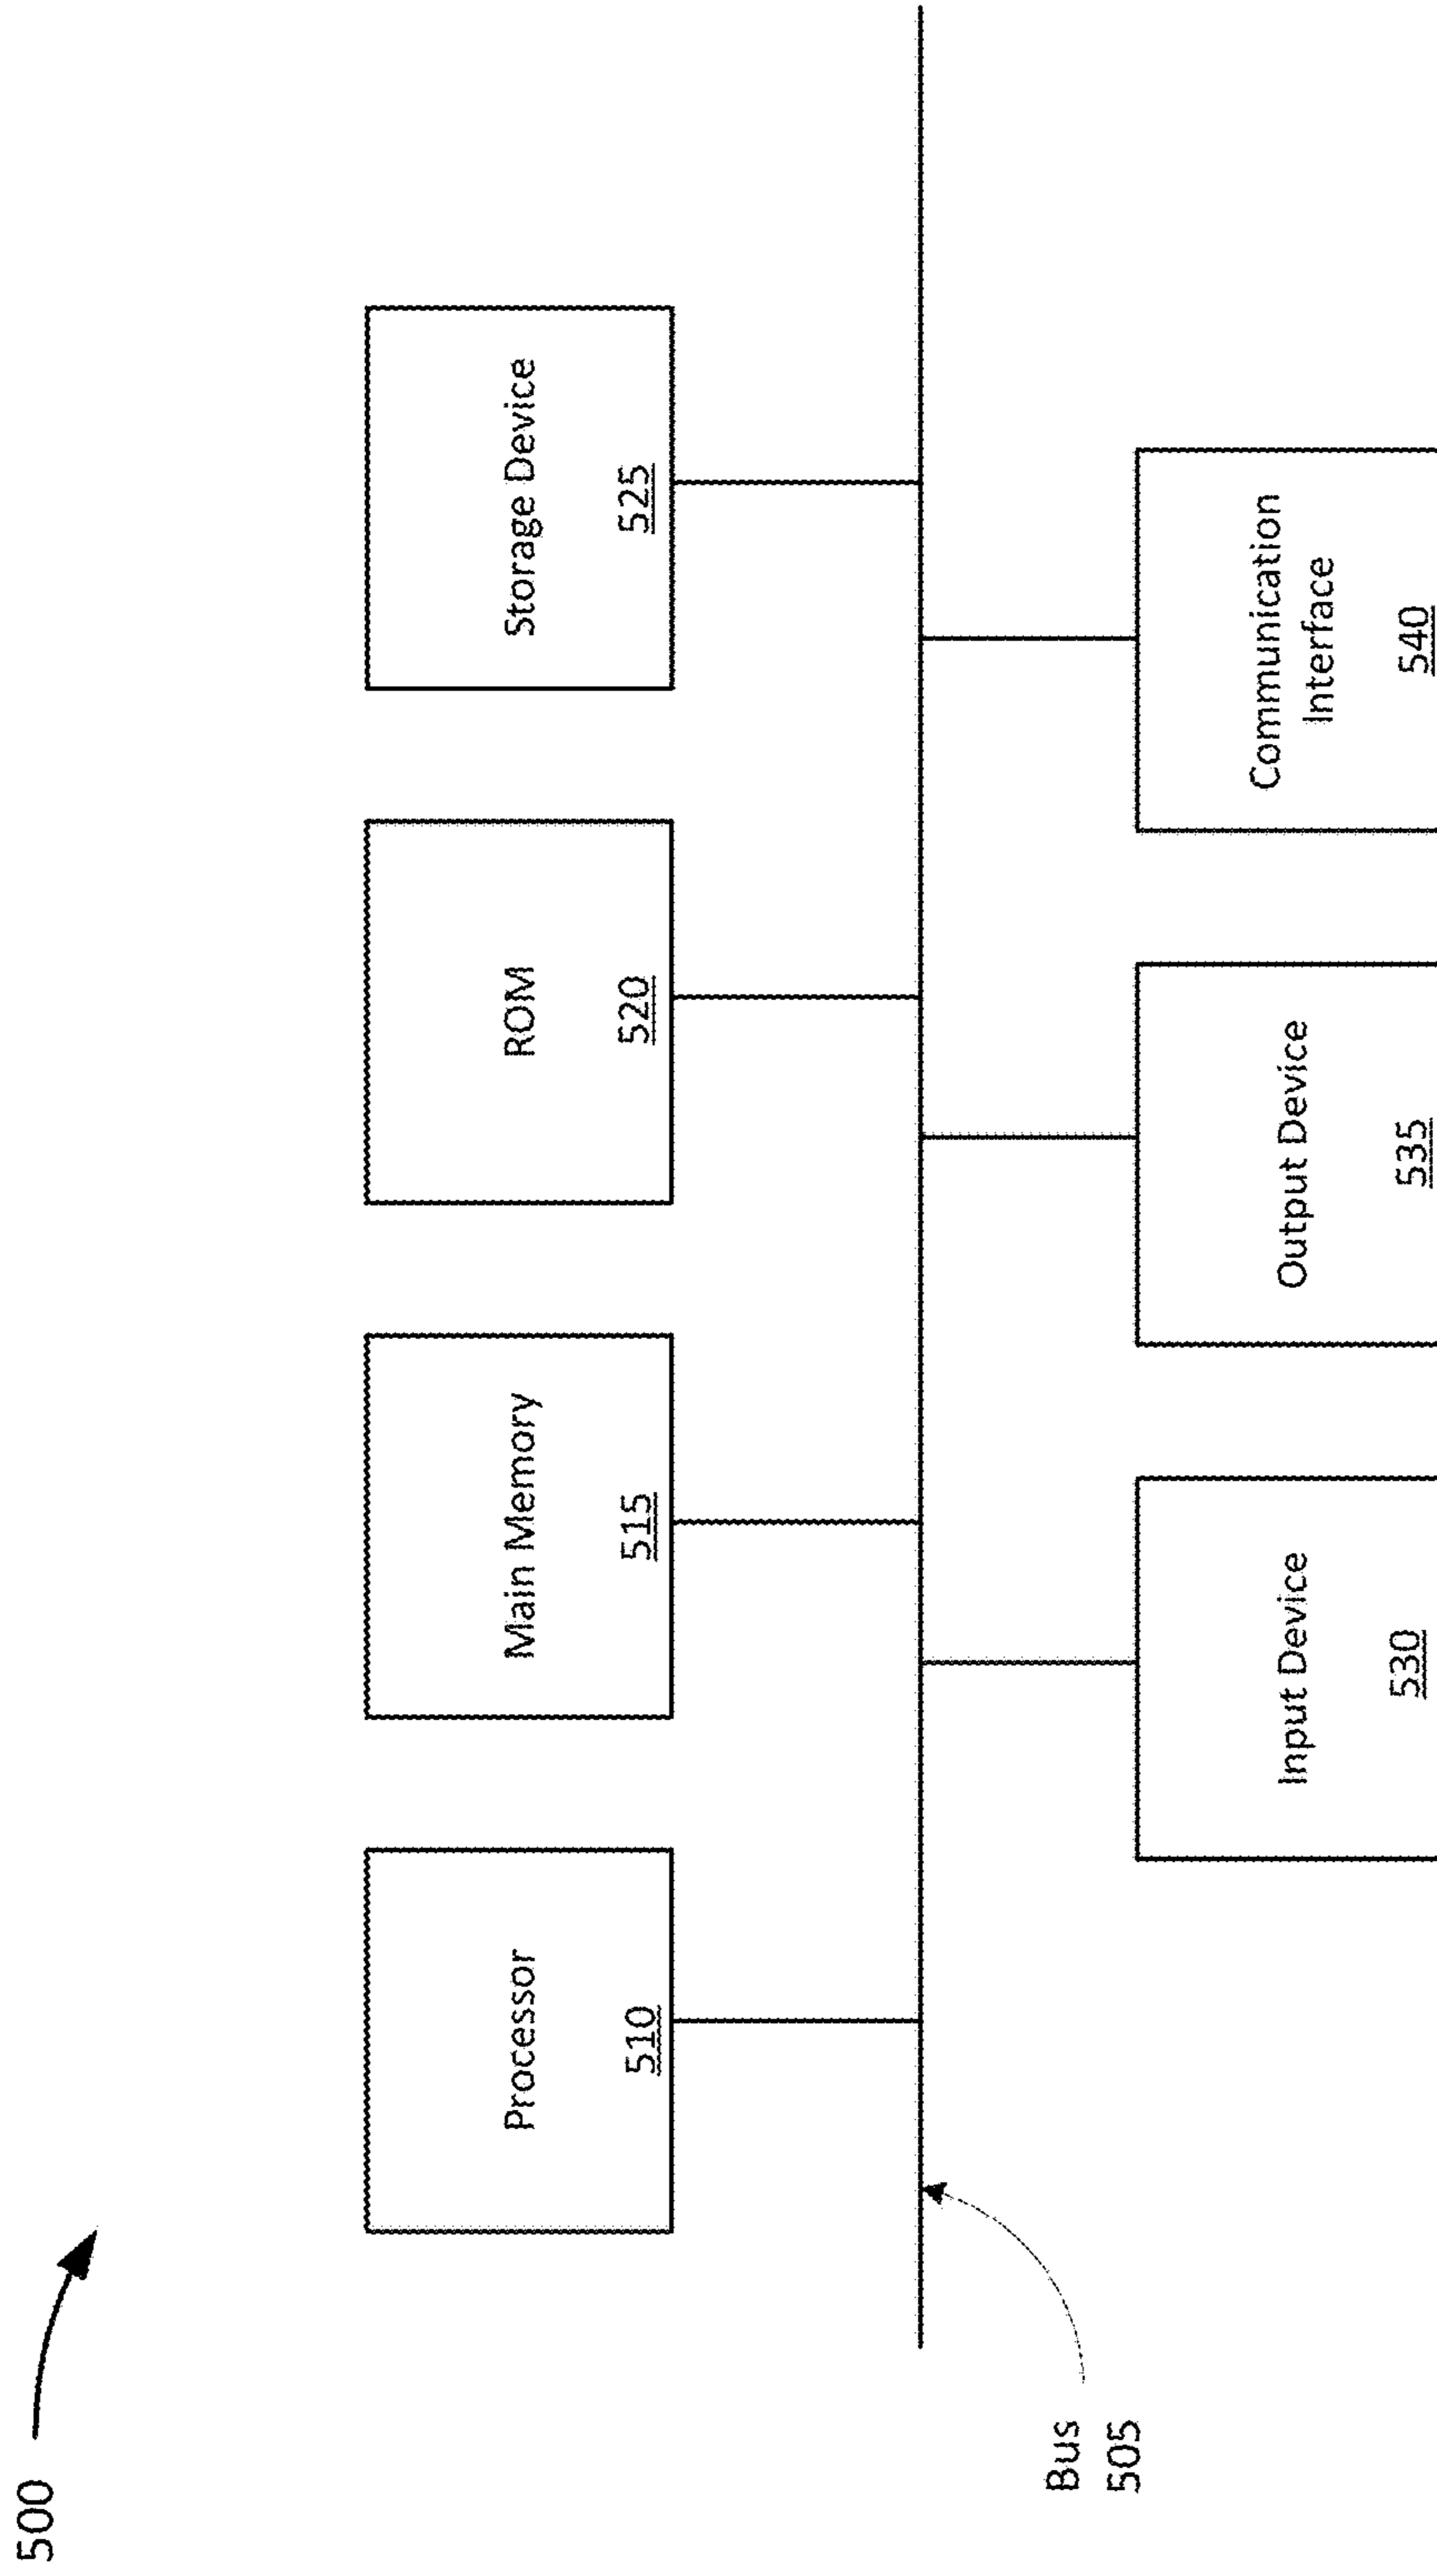 500
Processor
510
Main Memory
515
ROM
520
Storage Device
525
Bus
505
Input Device
530
Output Device
535
Communication
Interface
540